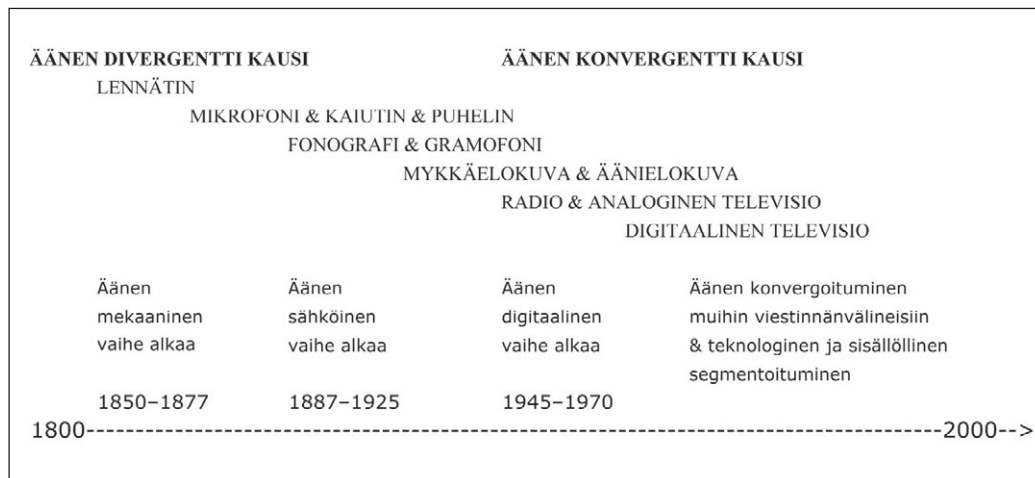 ÄÄNEN DIVERGENTTI KAUSI ÄÄNEN KONVERGENTTI KAUSI
LENNÄTIN
MIKROFONI & KAIUTIN & PUHELIN
FONOGRAFI & GRAMOFONI
MYKKÄELOKUVA & ÄÄNIELOKUVA
RADIO & ANALOGINEN TELEVISIO
DIGITAALINEN TELEVISIO
Äänen
mekaaninen
vaihe alkaa
1850–1877
Äänen
sähköinen
vaihe alkaa
1887–1925
Äänen
digitaalinen
vaihe alkaa
1945–1970
Äänen konvergoituminen
muihin viestinnänvälineisiin
& teknologinen ja sisällöllinen
segmentoituminen
1800--------------------------------------------------------------------------------2000-->